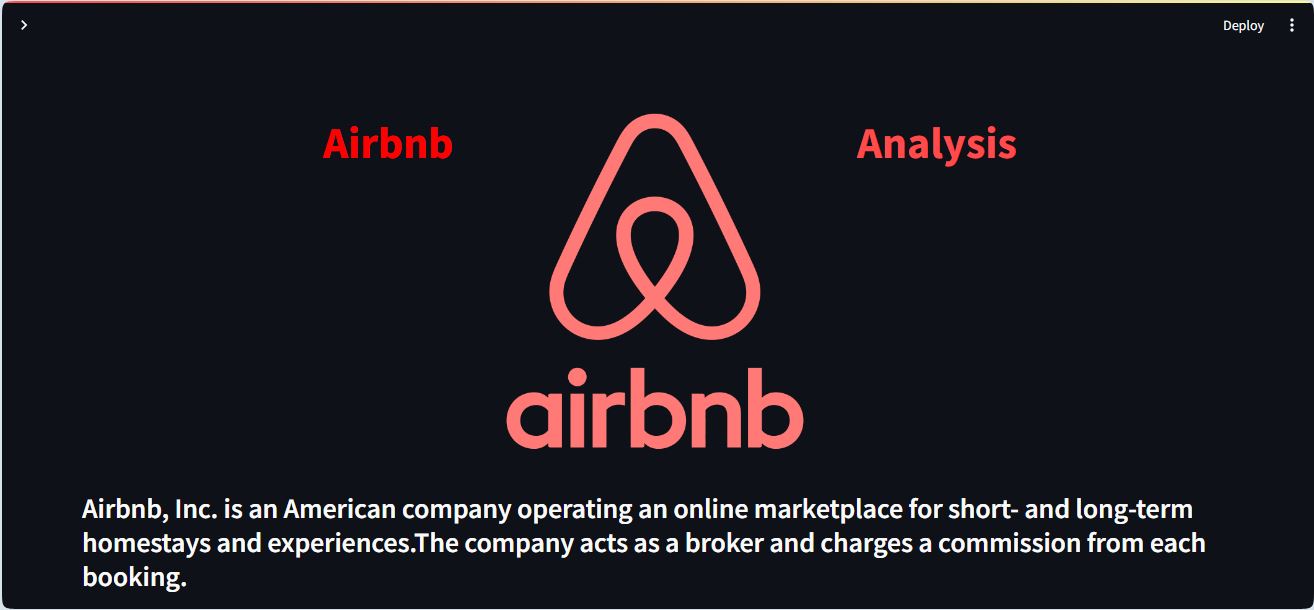 Deploy
Airbnb
Analysis
airbnb
Airbnb, Inc. is an American company operating an online marketplace for short- and long-term
homestays and experiences.The company acts as a broker and charges a commission from each
booking.